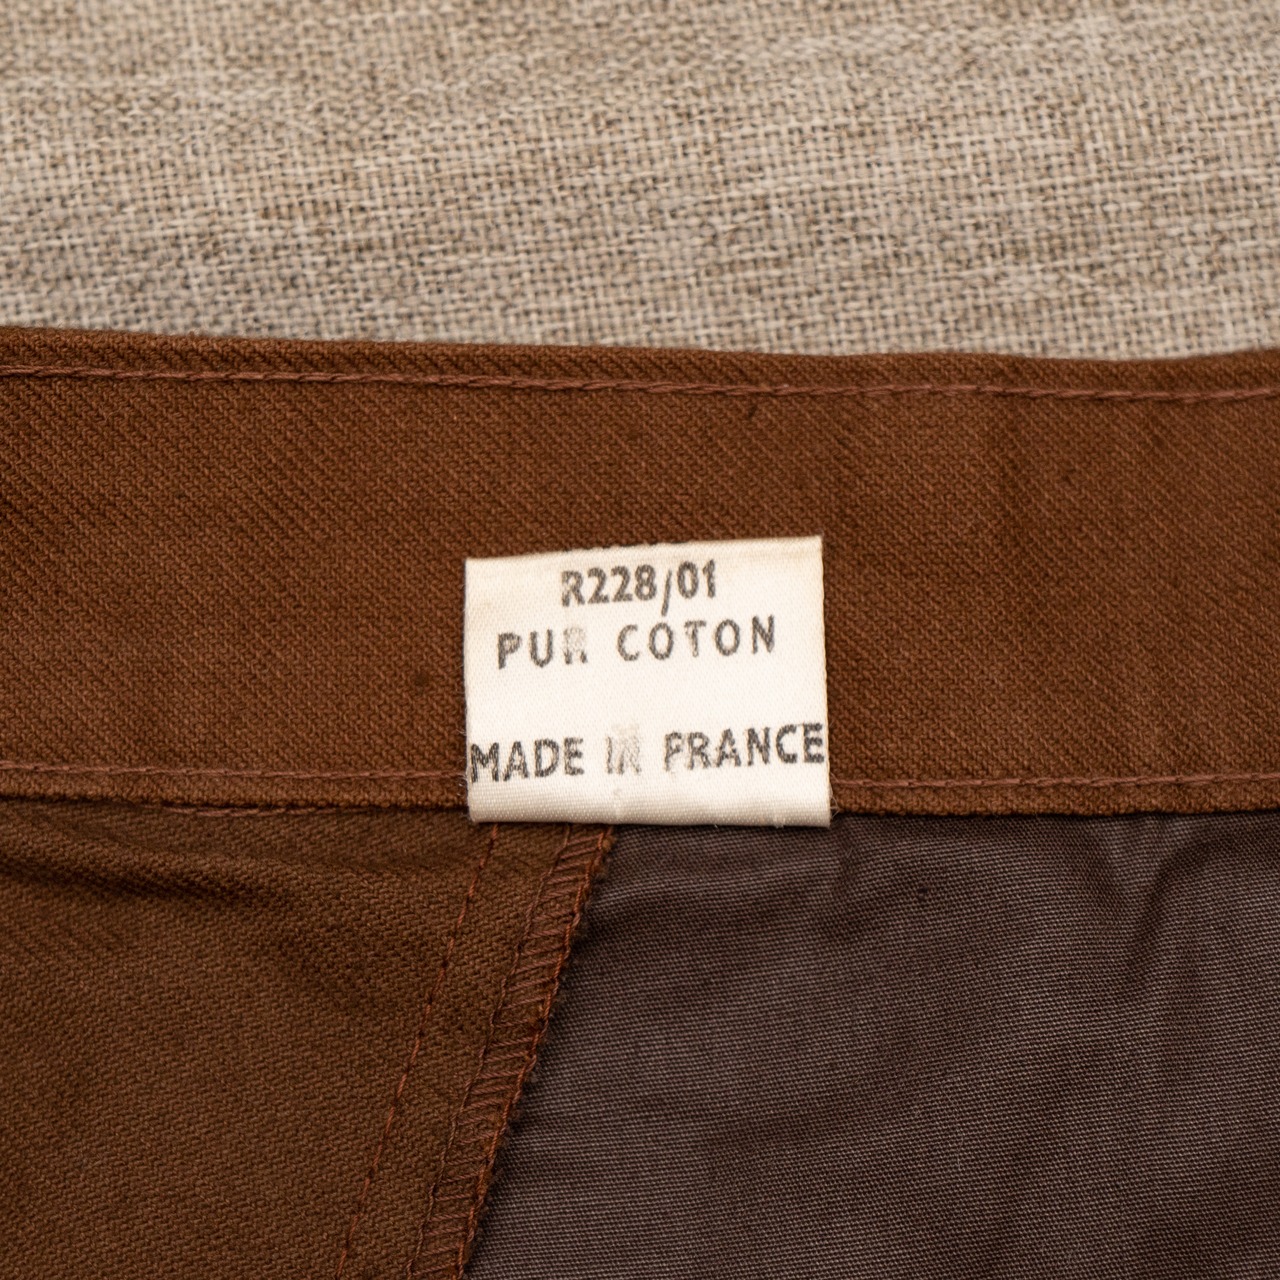 R228/01
PUR COTON
MADE IN FRANCE